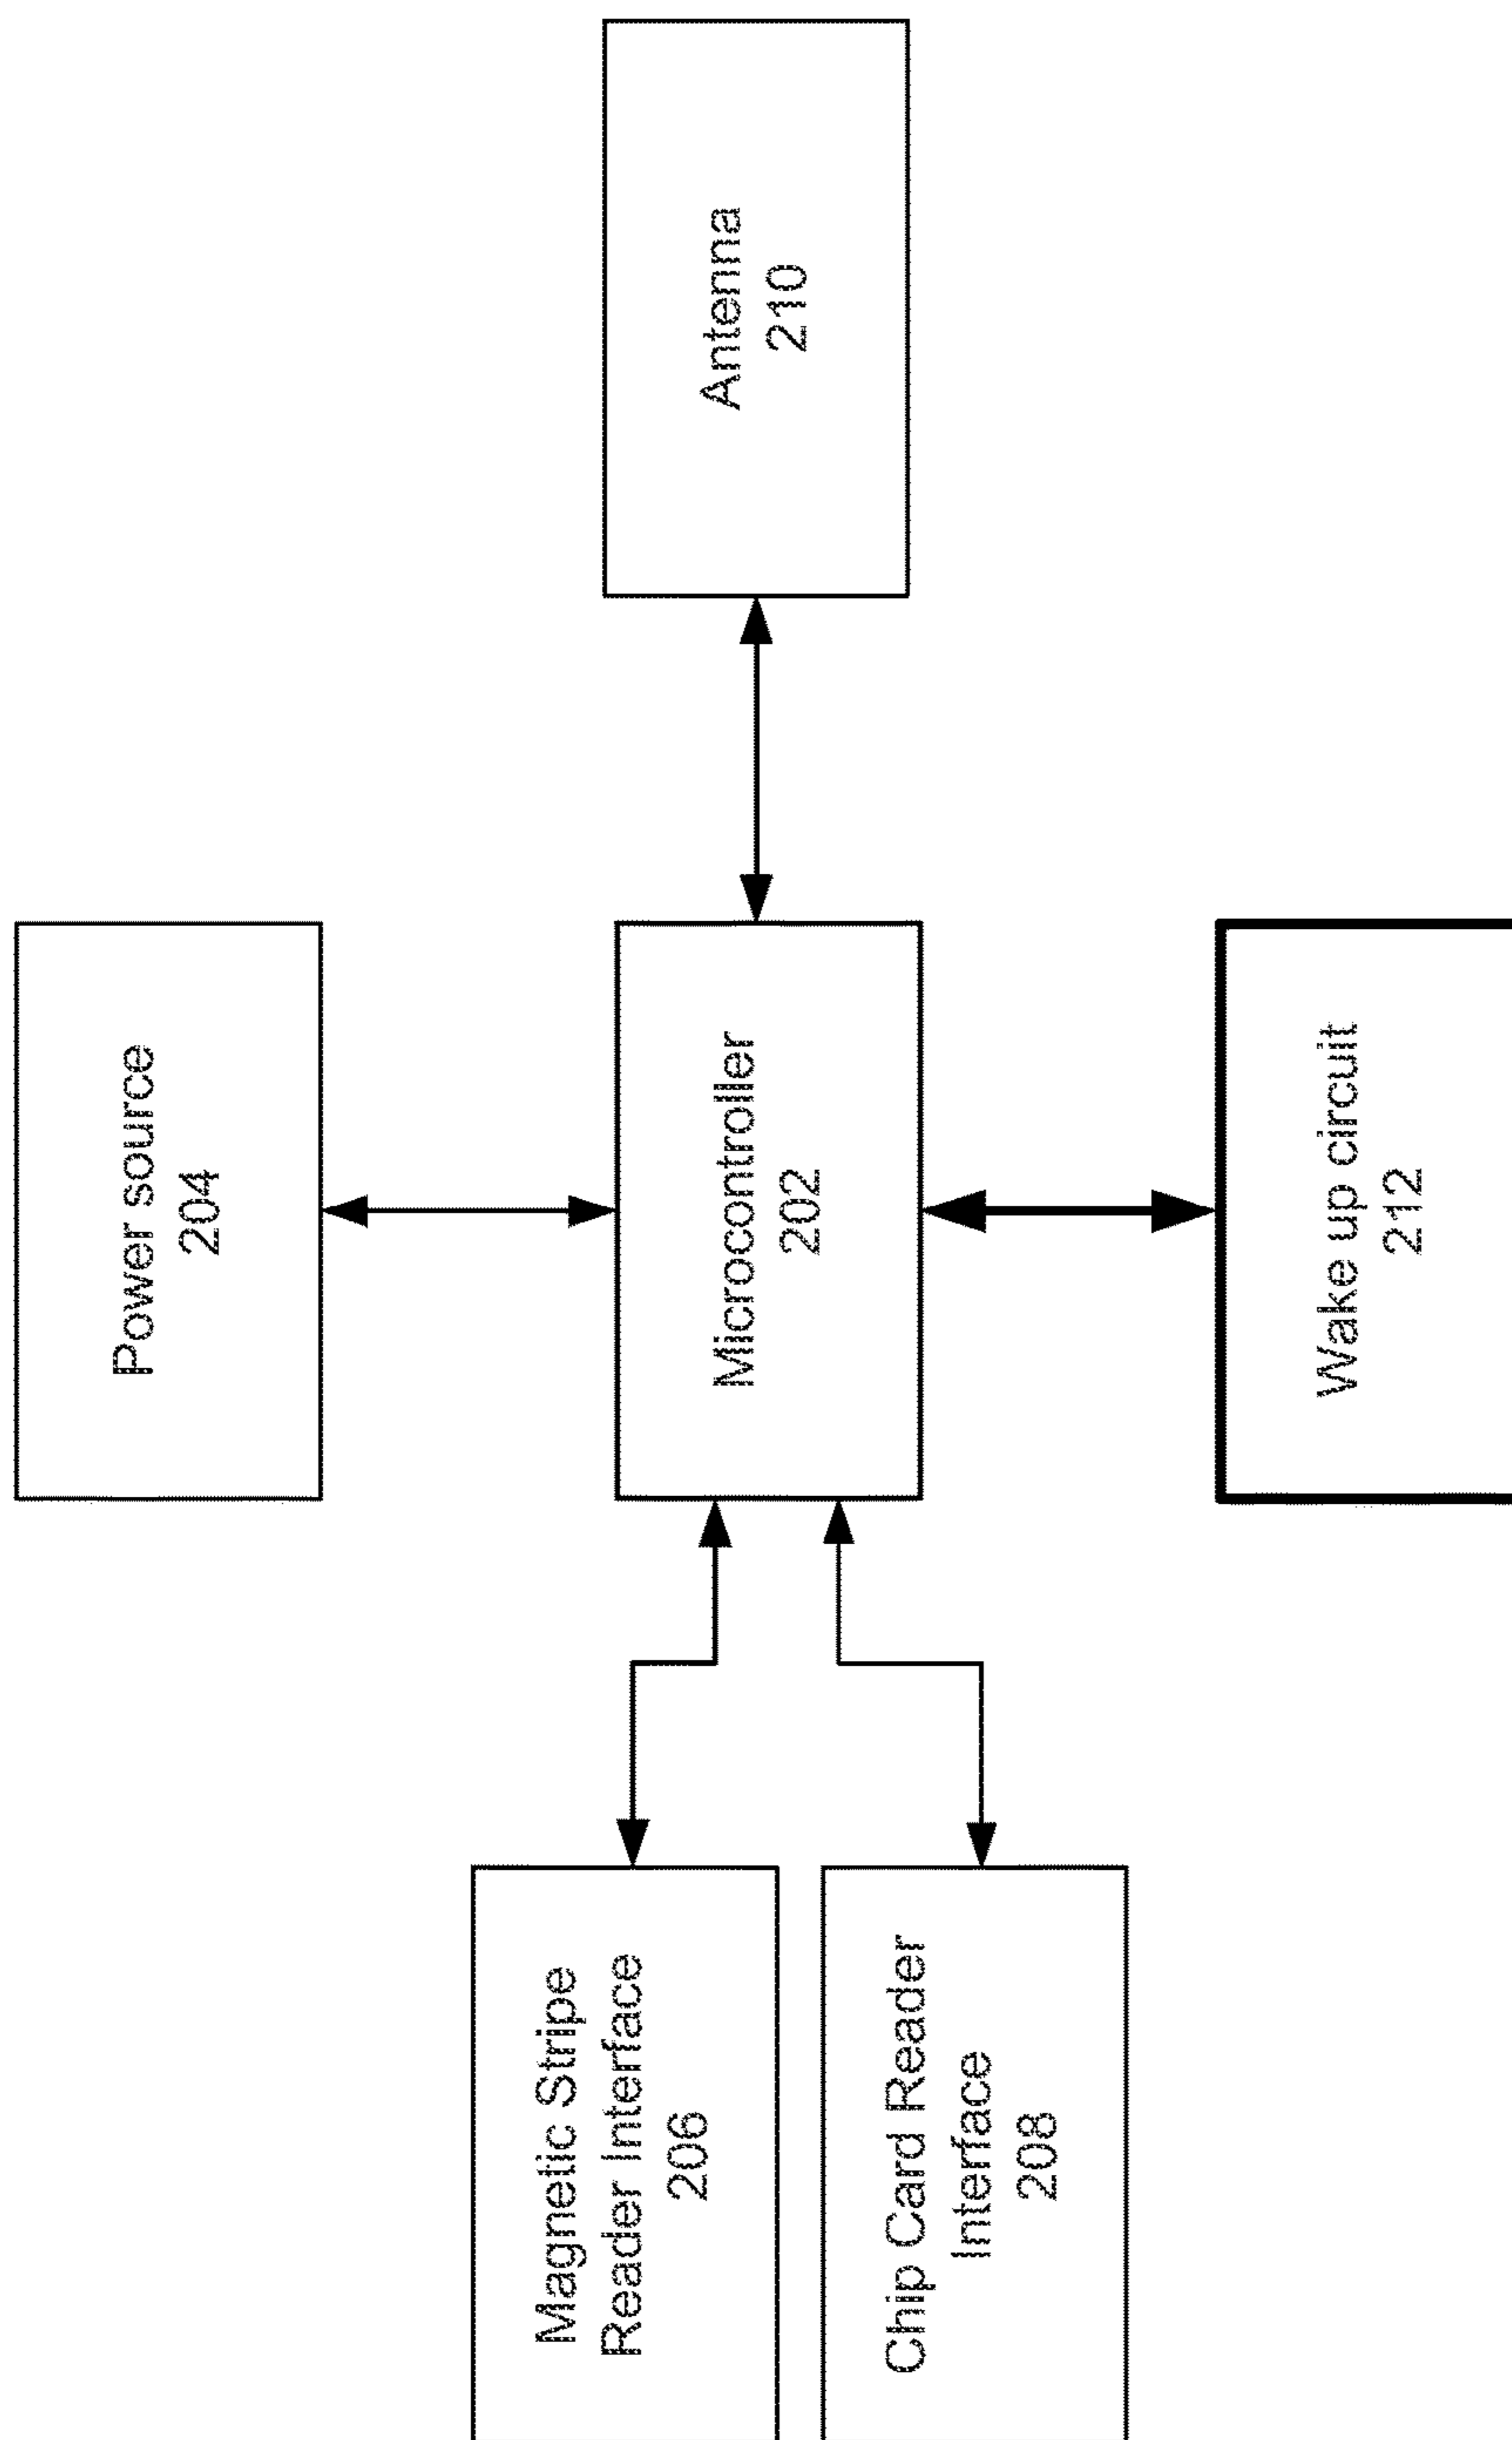 Power source
204
Magnetic Stripe
Reader Interface
206
Chip Card Reader
Interface
208
Microcontroller
202
Antenna
210
Wake up circuit
212